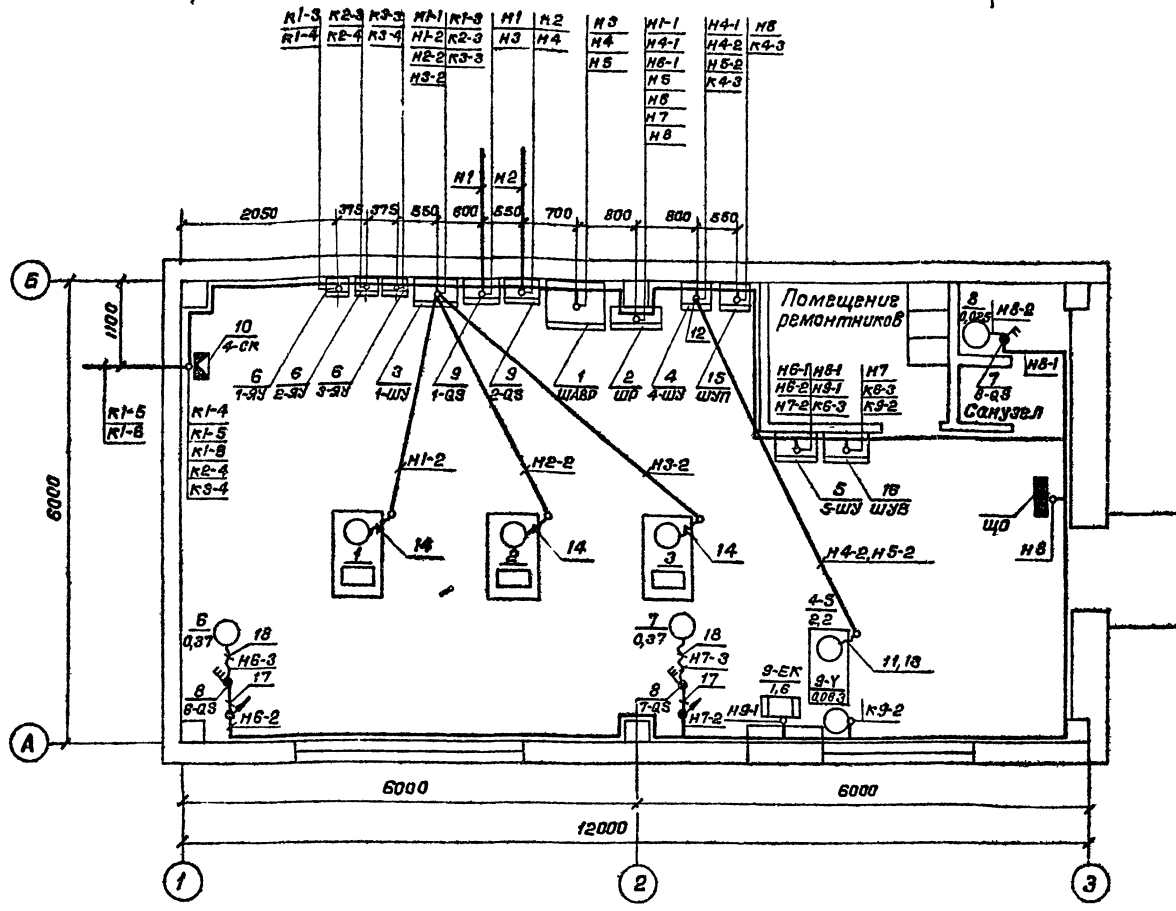 К1-3 К2-3 К3-3 Н1-1 К1-3 Н1 К2 Н3 Н1-1 Н4-1 Н6
К1-4 К2-4 К3-4 Н1-2 К2-3 Н3 Н4 Н4 Н4-1 Н4-2 К4-3
Н2-2 К3-3 Н5 Н6-1 Н5-2
Н3-2 Н5 К4-3
Н6
Н7
Н8
Н1 Н2
2050 375 375 550 600 550 700 800 800 550
Б
1100
10
4-СК
6
1-ЯУ
6
2-ЯУ
6
3-ЯУ
3
1-ШУ
9
1-QS
9
2-QS
1
ШАВР
2
ШР
4
4-ШУ
15
ШУП
12
Помещение
ремонтников
8
0,025
Н8-2
7
8-QS
Н8-1
Санузел
К1-5
К1-6
К1-4
К1-5
К1-6
К2-4
К3-4
Н6-1 Н8-1 Н7
Н6-2 Н9-1 К6-3
Н7-2 К6-3 К9-2
5
5-ШУ
16
ШУВ
ЩО
Н8
6000
Н1-2
Н2-2
Н3-2
Н4-2, Н5-2
1
14
2
14
3
14
6
0,37
18
Н6-3
8
6-QS
17
Н6-2
7
0,37
18
Н7-3
8
7-QS
17
Н7-2
4-S
2,2
11,13
9-ЕК
1,6
9-У
0,063
Н9-1
К9-2
А
6000
6000
12000
1
2
3